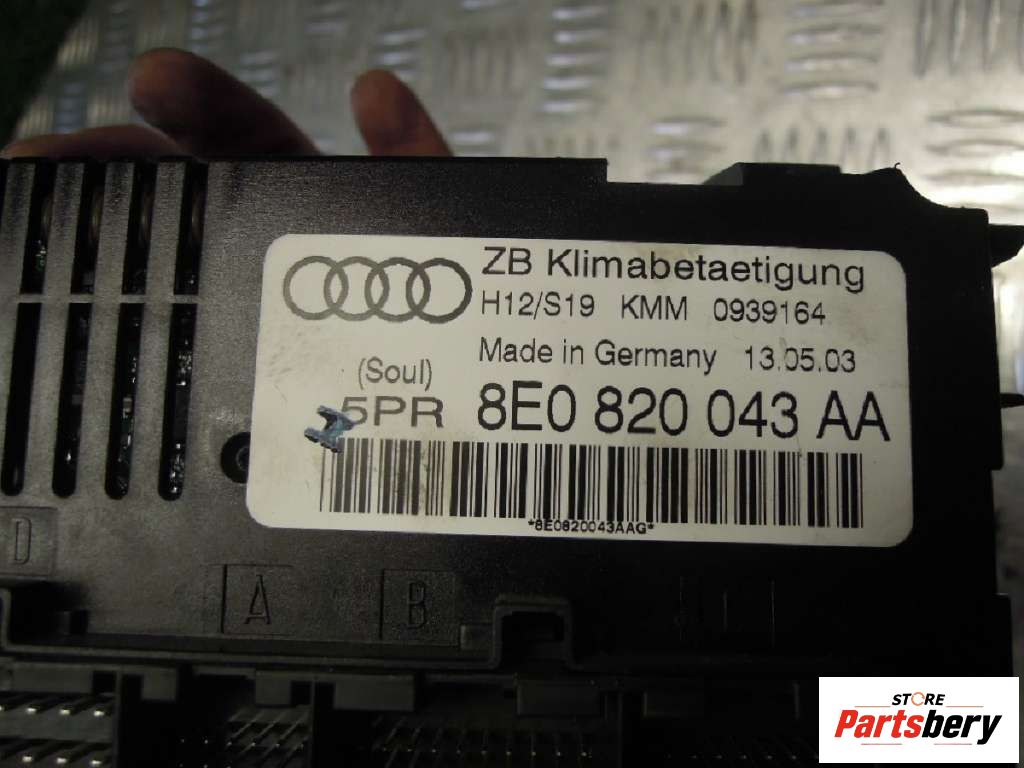 ZB Klimabetaetigung
H12/S19 KMM 0939164
Made in Germany 13.05.03
(Soul)
5PR 8E0 820 043 AA
*8E0820043AAG*
D
A
B
STORE
Partsbery